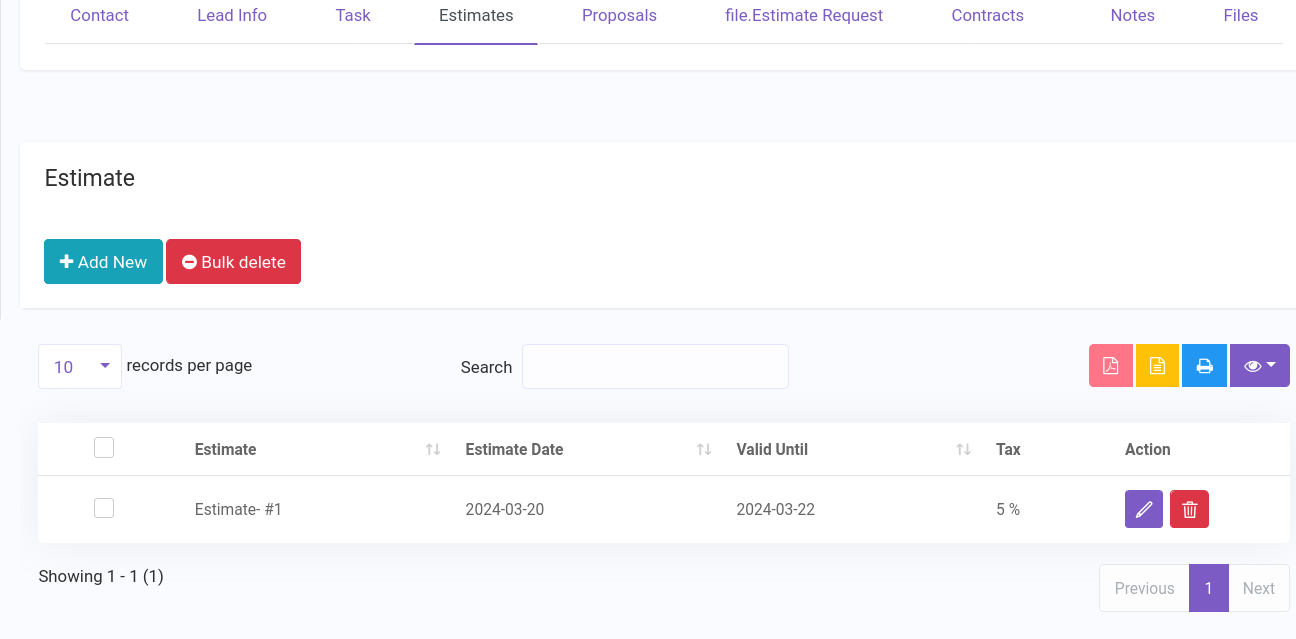 Contact Lead Info Task Estimates Proposals file.Estimate Request Contracts Notes Files
Estimate
Add New Bulk delete
10 records per page Search
Estimate Estimate Date Valid Until Tax Action
Estimate- #1 2024-03-20 2024-03-22 5 %
Showing 1 - 1 (1)
Previous 1 Next